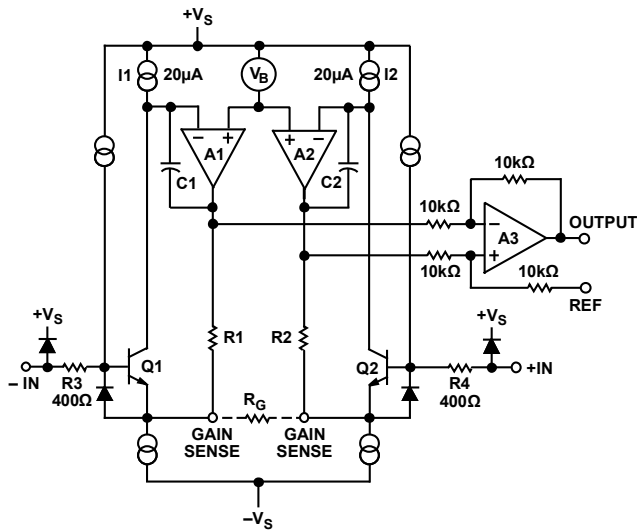 +VS
I1
20µA
VB
20µA
I2
− +
+ −
A1
A2
C1
C2
10kΩ
10kΩ
−
A3
+
OUTPUT
10kΩ
10kΩ
REF
+VS
R1
R2
+VS
− IN
R3
400Ω
Q1
Q2
R4
400Ω
+IN
RG
GAIN
SENSE
GAIN
SENSE
−VS